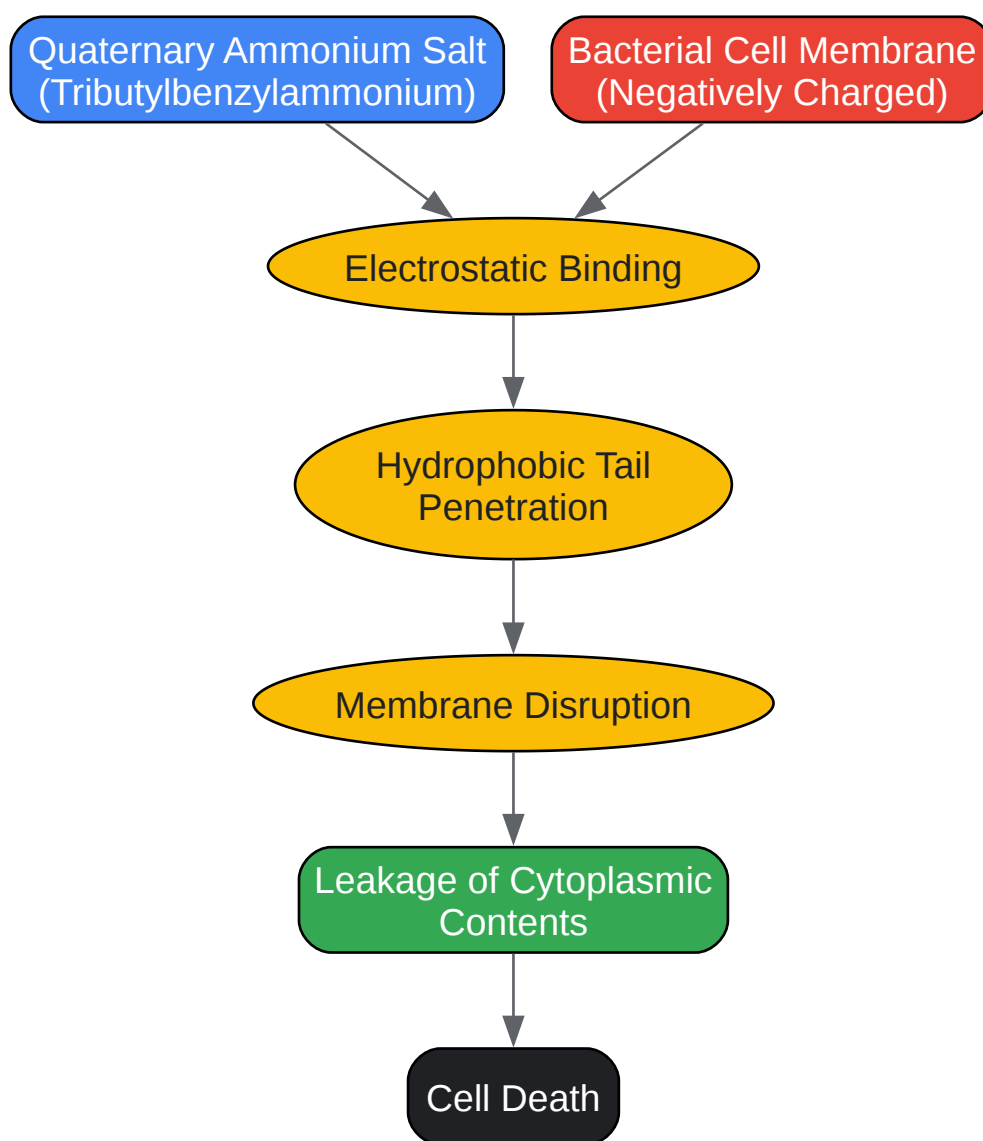 Quaternary Ammonium Salt
(Tributylbenzylammonium)
Bacterial Cell Membrane
(Negatively Charged)
Electrostatic Binding
Hydrophobic Tail
Penetration
Membrane Disruption
Leakage of Cytoplasmic
Contents
Cell Death